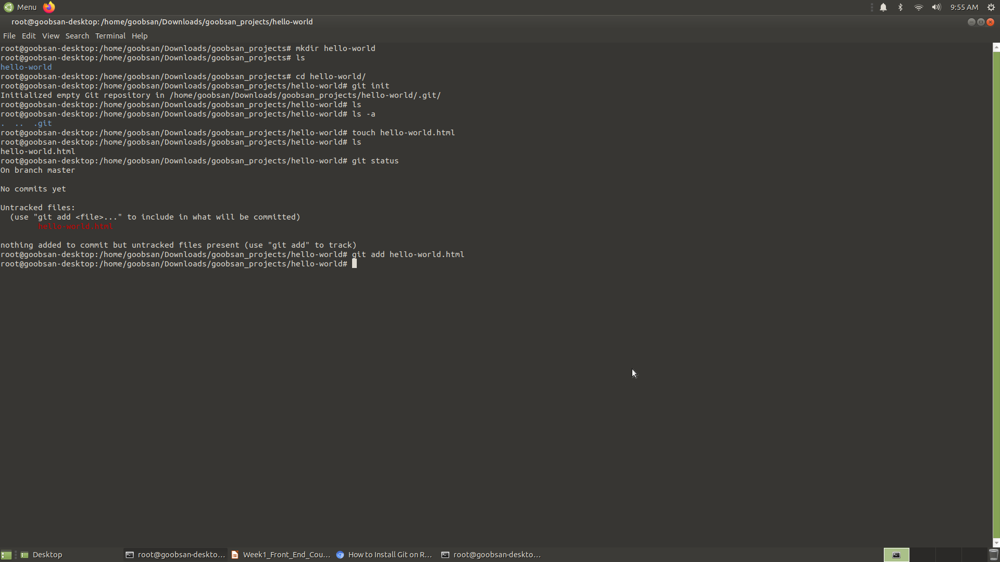 Menu
9:55 AM
root@goobsan-desktop: /home/goobsan/Downloads/goobsan_projects/hello-world
File Edit View Search Terminal Help
root@goobsan-desktop:/home/goobsan/Downloads/goobsan_projects# mkdir hello-world
root@goobsan-desktop:/home/goobsan/Downloads/goobsan_projects# ls
hello-world
root@goobsan-desktop:/home/goobsan/Downloads/goobsan_projects# cd hello-world/
root@goobsan-desktop:/home/goobsan/Downloads/goobsan_projects/hello-world# git init
Initialized empty Git repository in /home/goobsan/Downloads/goobsan_projects/hello-world/.git/
root@goobsan-desktop:/home/goobsan/Downloads/goobsan_projects/hello-world# ls
root@goobsan-desktop:/home/goobsan/Downloads/goobsan_projects/hello-world# ls -a
.  ..  .git
root@goobsan-desktop:/home/goobsan/Downloads/goobsan_projects/hello-world# touch hello-world.html
root@goobsan-desktop:/home/goobsan/Downloads/goobsan_projects/hello-world# ls
hello-world.html
root@goobsan-desktop:/home/goobsan/Downloads/goobsan_projects/hello-world# git status
On branch master
No commits yet
Untracked files:
  (use "git add <file>..." to include in what will be committed)
        hello-world.html
nothing added to commit but untracked files present (use "git add" to track)
root@goobsan-desktop:/home/goobsan/Downloads/goobsan_projects/hello-world# git add hello-world.html
root@goobsan-desktop:/home/goobsan/Downloads/goobsan_projects/hello-world#
Desktop
root@goobsan-deskto...
Week1_Front_End_Cou...
How to Install Git on R...
root@goobsan-deskto...